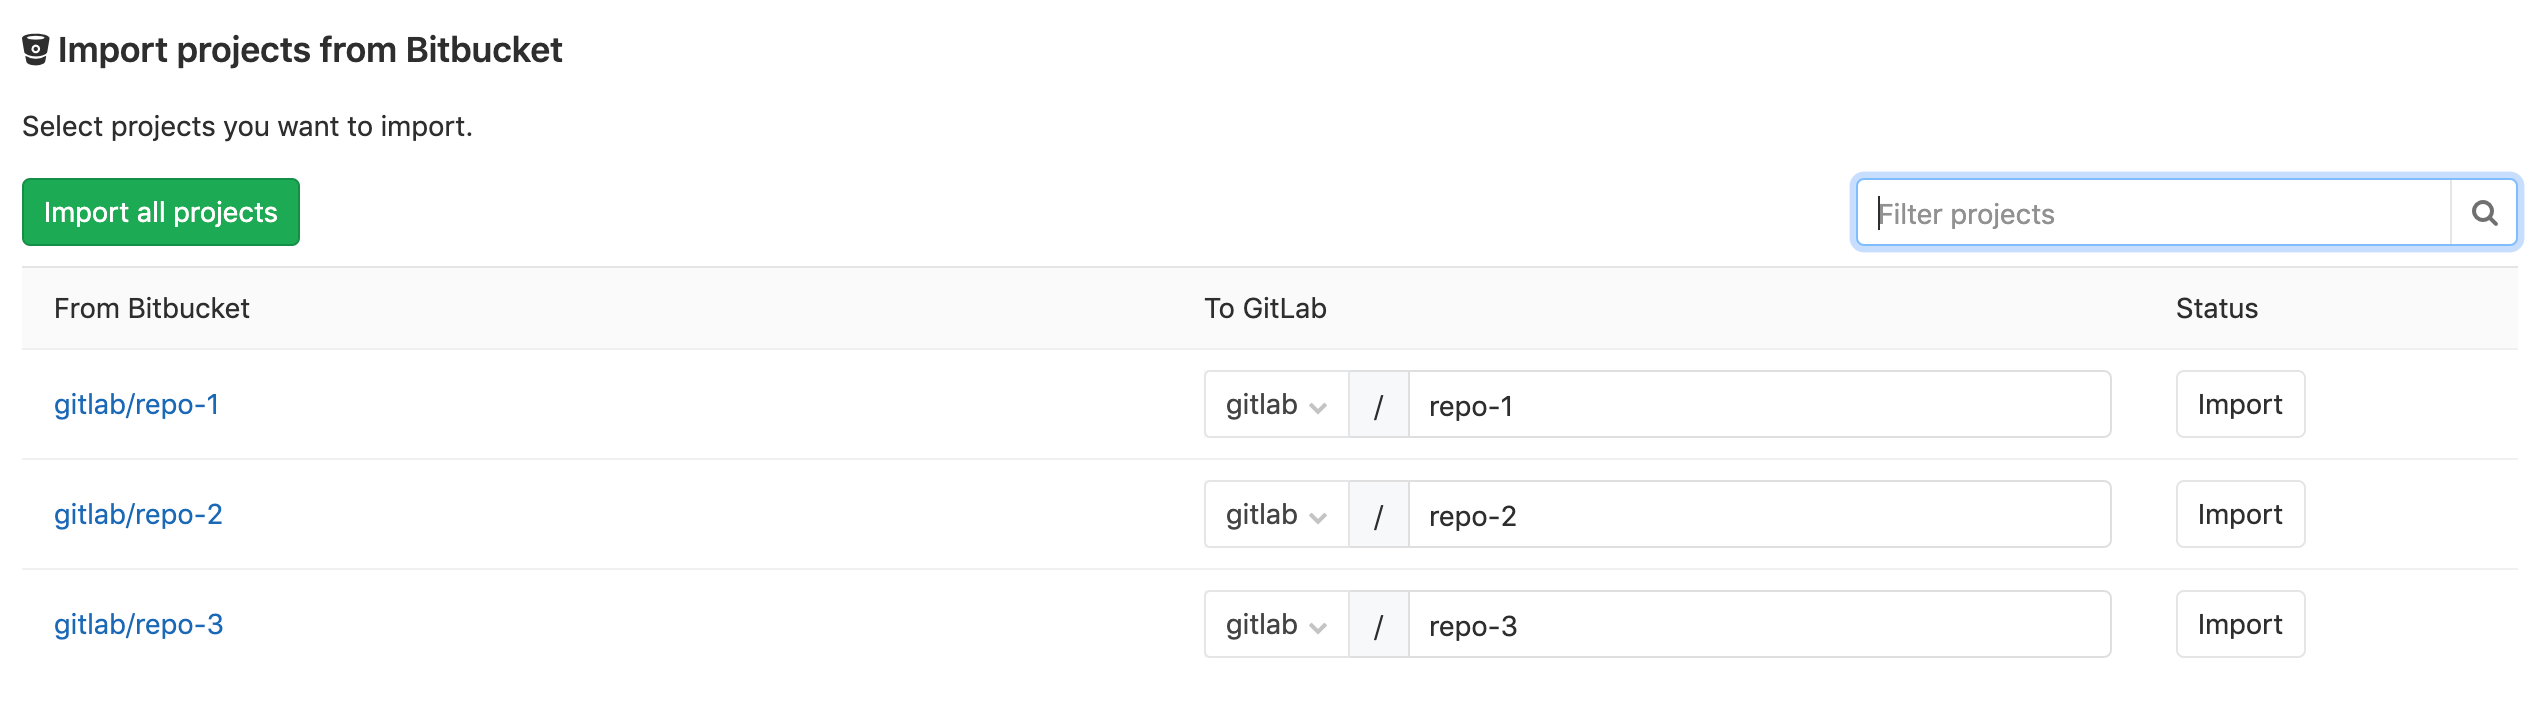 Import projects from Bitbucket
Select projects you want to import.
Import all projects
Filter projects
From Bitbucket To GitLab Status
gitlab/repo-1 gitlab / repo-1 Import
gitlab/repo-2 gitlab / repo-2 Import
gitlab/repo-3 gitlab / repo-3 Import